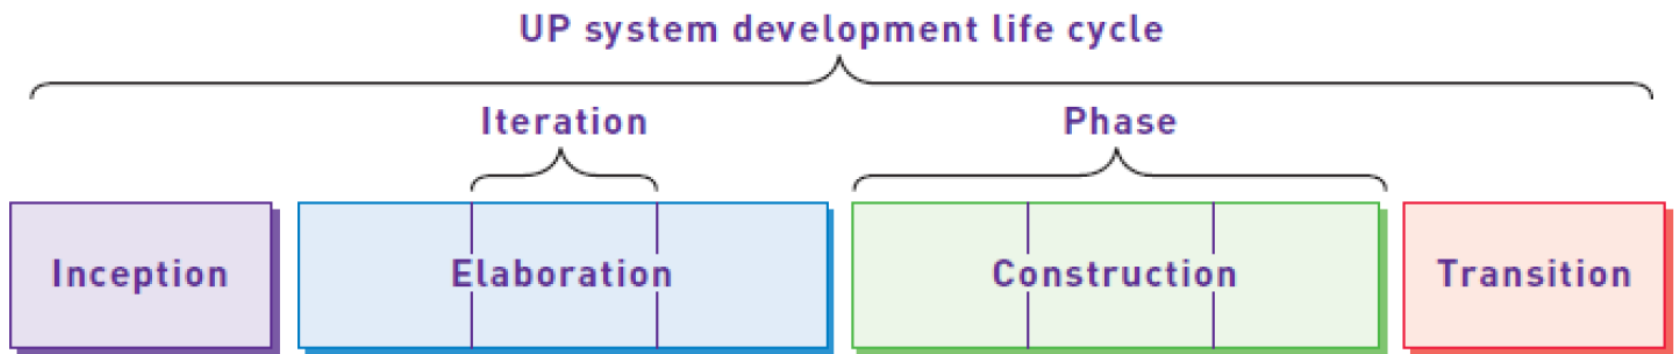 UP system development life cycle
Iteration
Phase
Inception
Elaboration
Construction
Transition